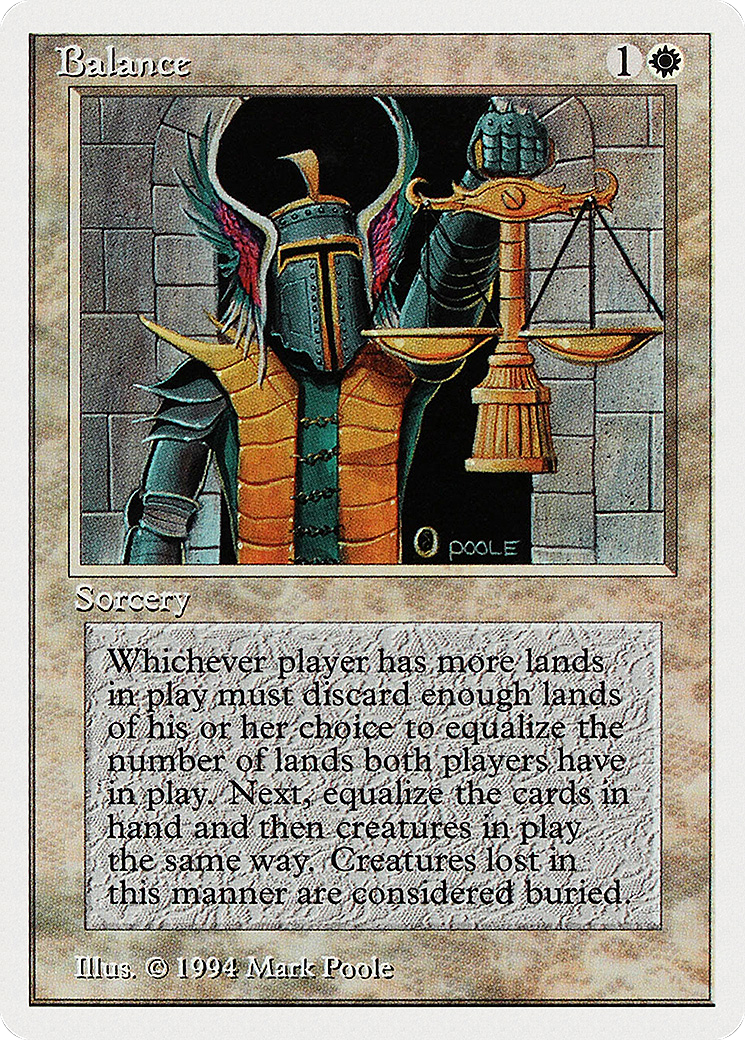 Balance 1
POOLE
Sorcery
Whichever player has more lands
in play must discard enough lands
of his or her choice to equalize the
number of lands both players have
in play. Next, equalize the cards in
hand and then creatures in play
the same way. Creatures lost in
this manner are considered buried.
Illus. © 1994 Mark Poole